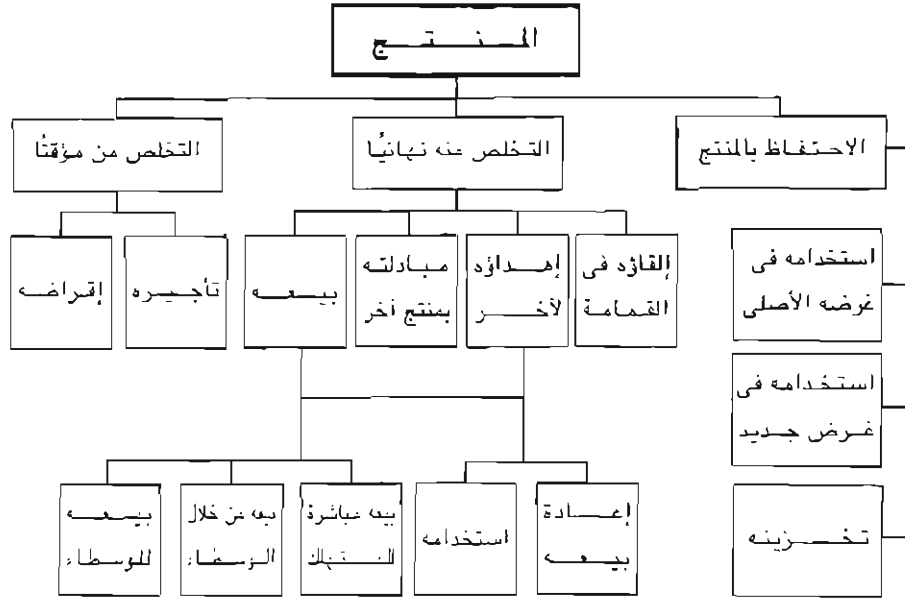 المنتج
الاحتفاظ بالمنتج
التخلص منه نهائيًا
التخلص من مؤقتًا
استخدامه فى
غرضه الأصلى
استخدامه فى
غرض جديد
تخزينه
إلقاؤه فى
القمامة
إهداؤه
لآخر
مبادلته
بمنتج آخر
بيعه
تأجيره
إقراضه
إعادة
بيعه
استخدامه
بيعه مباشرة
للمستهلك
بيعه من خلال
الوسطاء
بيعه
للوسطاء